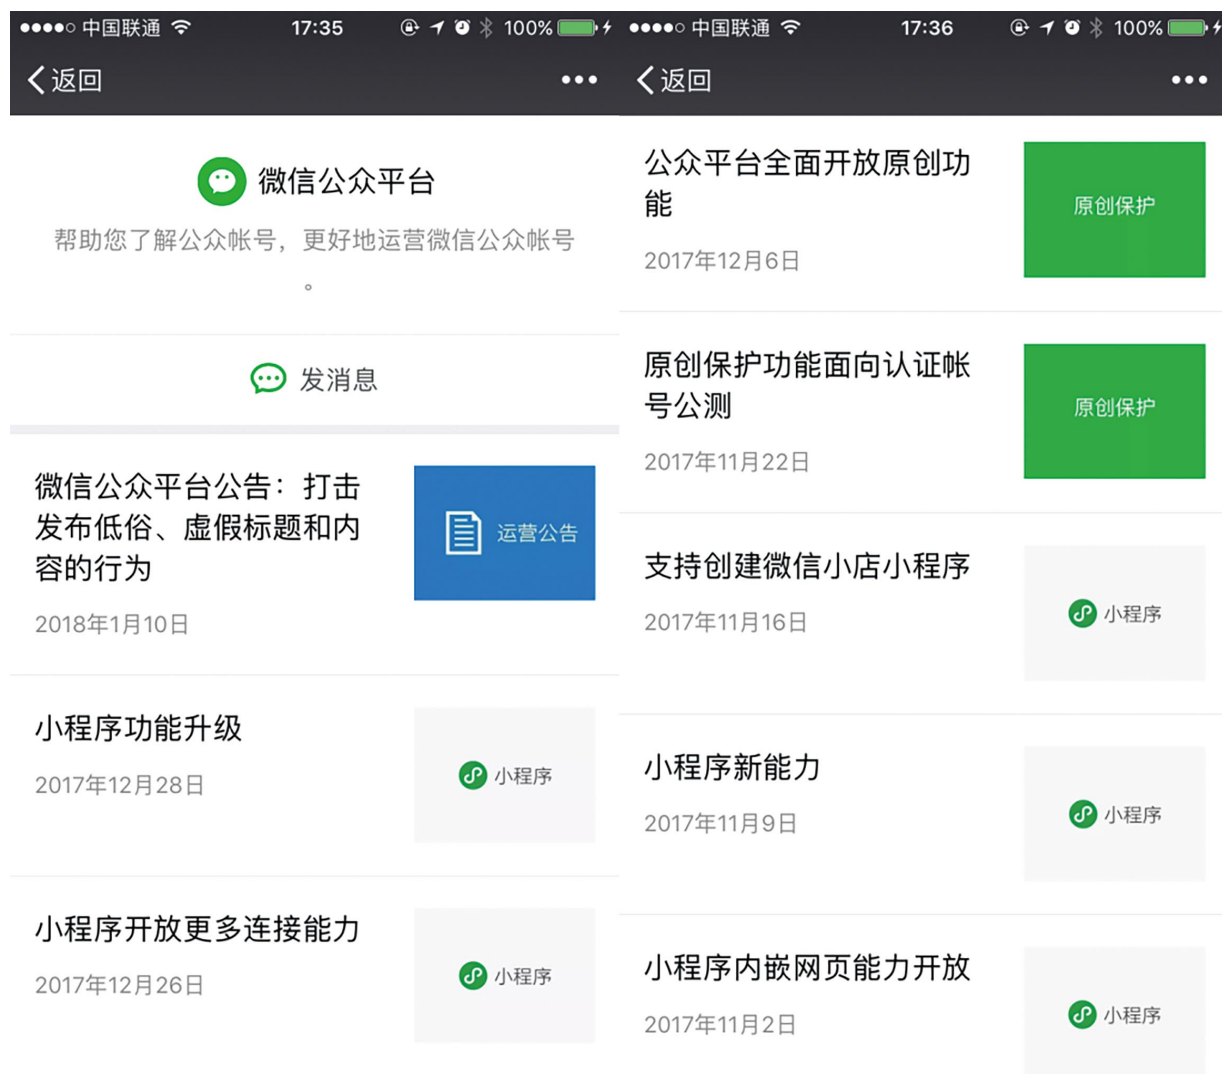 中国联通
17:35
100%
返回
微信公众平台
帮助您了解公众帐号，更好地运营微信公众帐号
。
发消息
微信公众平台公告：打击
发布低俗、虚假标题和内
容的行为
2018年1月10日
运营公告
小程序功能升级
2017年12月28日
小程序
小程序开放更多连接能力
2017年12月26日
小程序
中国联通
17:36
100%
返回
公众平台全面开放原创功
能
2017年12月6日
原创保护
原创保护功能面向认证帐
号公测
2017年11月22日
原创保护
支持创建微信小店小程序
2017年11月16日
小程序
小程序新能力
2017年11月9日
小程序
小程序内嵌网页能力开放
2017年11月2日
小程序